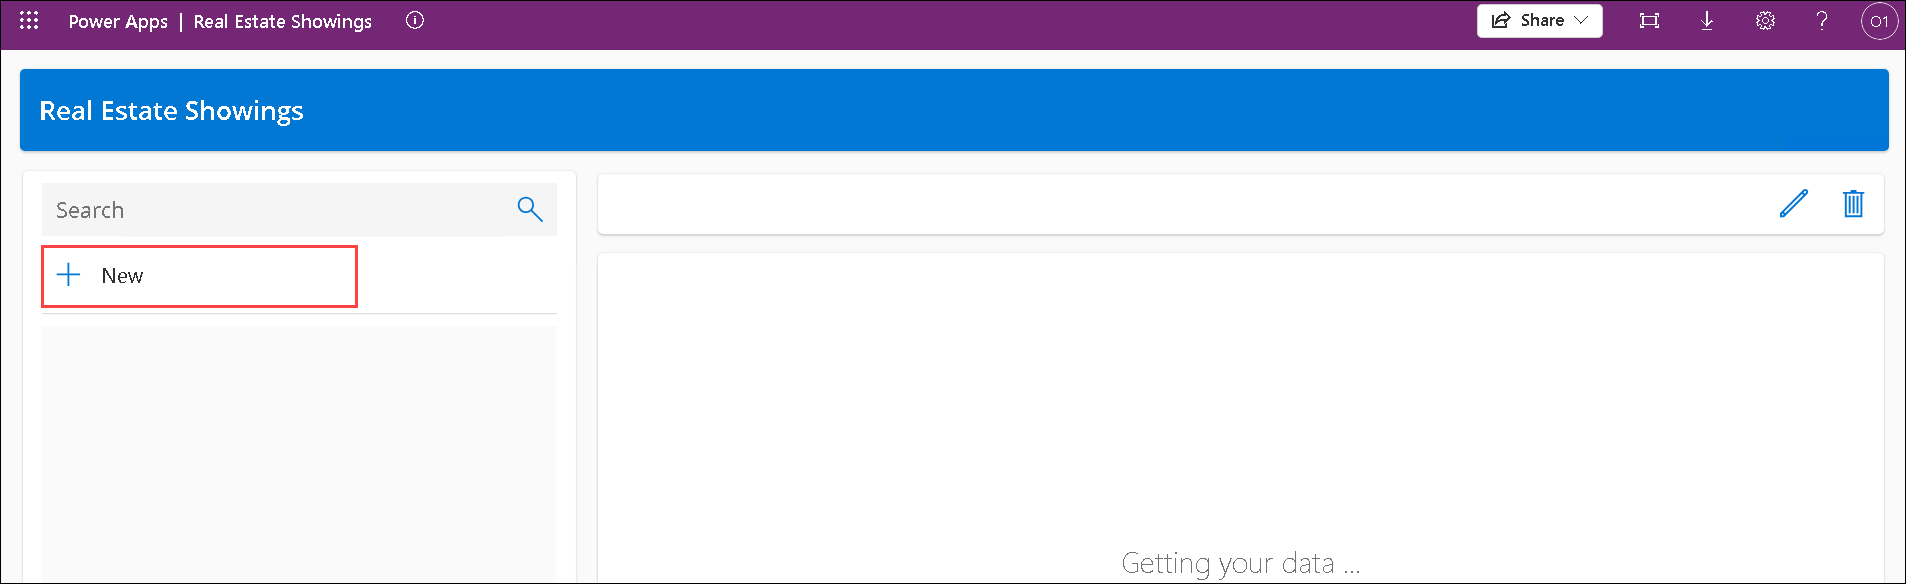 Power Apps | Real Estate Showings
Share
?
O1
Real Estate Showings
Search
New
Getting your data ...